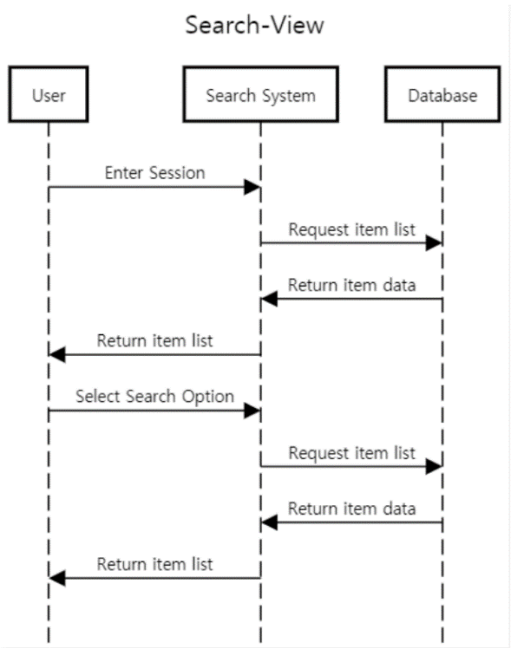 Search-View
User
Search System
Database
Enter Session
Request item list
Return item data
Return item list
Select Search Option
Request item list
Return item data
Return item list